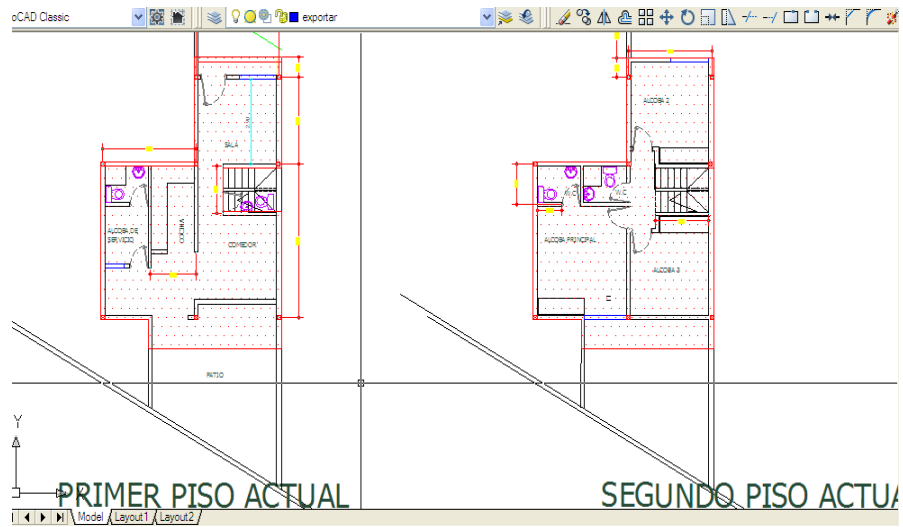 oCAD Classic
exportar
SALA
ALCOBA 2
W.C
W.C
ALCOBA DE
SERVICIO
COCINA
COMEDOR
ALCOBA PRINCIPAL
ALCOBA 3
PATIO
Y
PRIMER PISO ACTUAL
SEGUNDO PISO ACTUA
Model
Layout1
Layout2